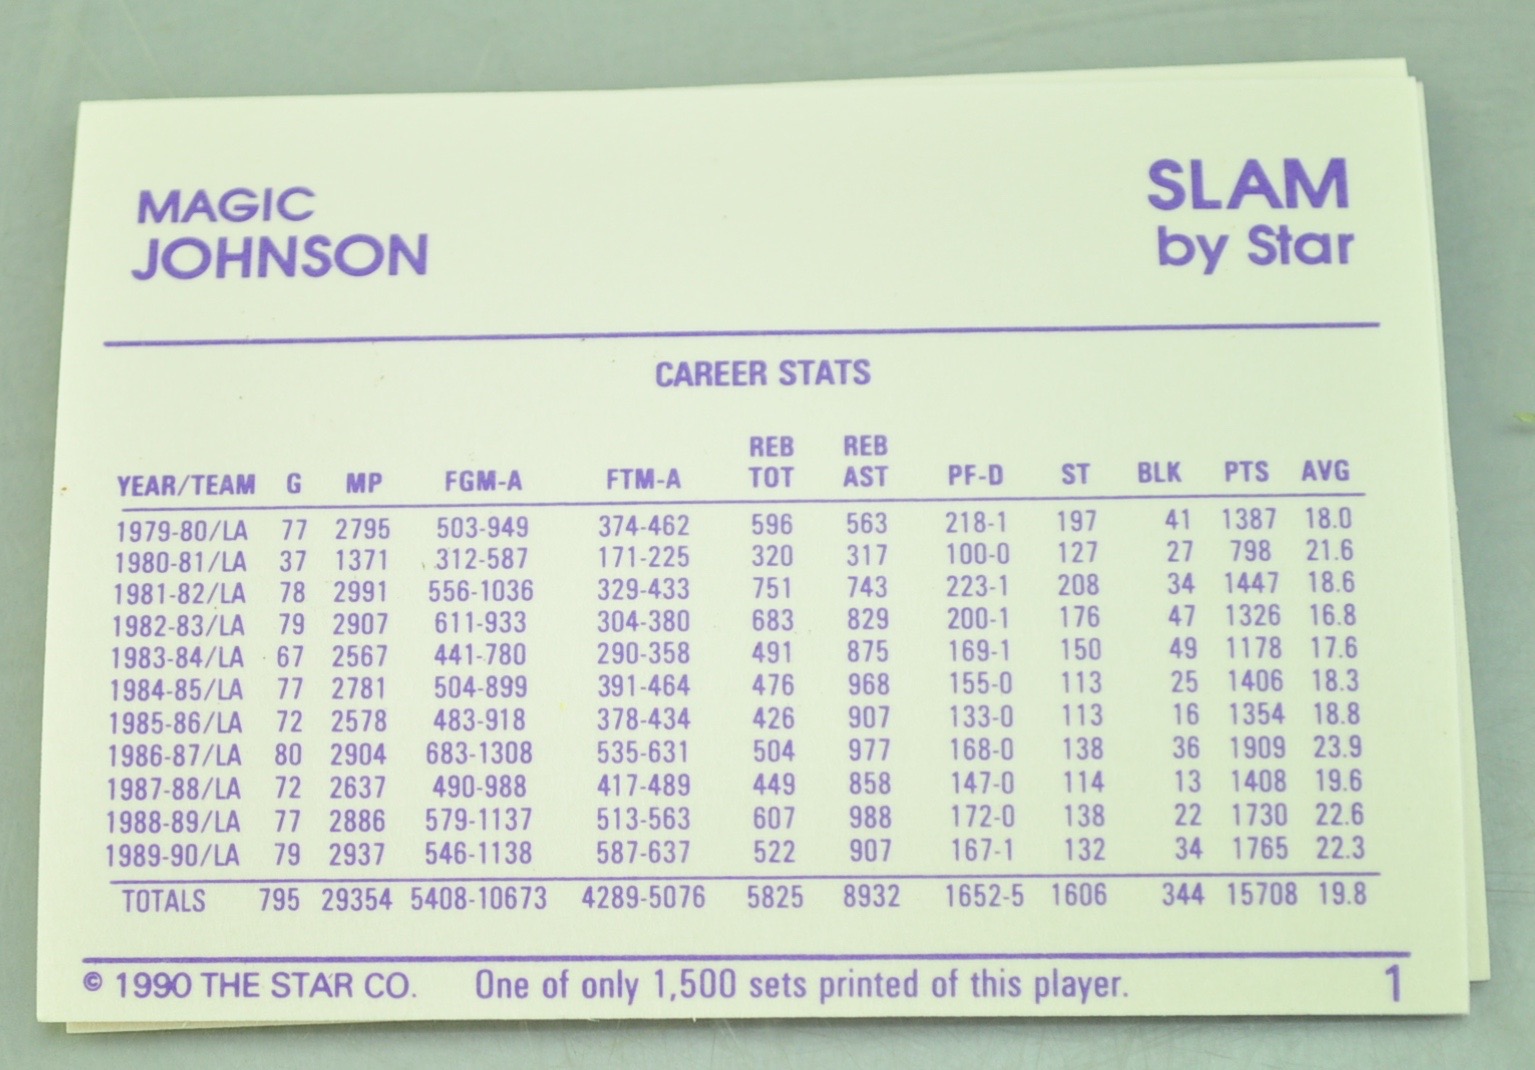 MAGIC
JOHNSON
SLAM
by Star
CAREER STATS
REB REB
YEAR/TEAM G MP FGM-A FTM-A TOT AST PF-D ST BLK PTS AVG
1979-80/LA 77 2795 503-949 374-462 596 563 218-1 197 41 1387 18.0
1980-81/LA 37 1371 312-587 171-225 320 317 100-0 127 27 798 21.6
1981-82/LA 78 2991 556-1036 329-433 751 743 223-1 208 34 1447 18.6
1982-83/LA 79 2907 611-933 304-380 683 829 200-1 176 47 1326 16.8
1983-84/LA 67 2567 441-780 290-358 491 875 169-1 150 49 1178 17.6
1984-85/LA 77 2781 504-899 391-464 476 968 155-0 113 25 1406 18.3
1985-86/LA 72 2578 483-918 378-434 426 907 133-0 113 16 1354 18.8
1986-87/LA 80 2904 683-1308 535-631 504 977 168-0 138 36 1909 23.9
1987-88/LA 72 2637 490-988 417-489 449 858 147-0 114 13 1408 19.6
1988-89/LA 77 2886 579-1137 513-563 607 988 172-0 138 22 1730 22.6
1989-90/LA 79 2937 546-1138 587-637 522 907 167-1 132 34 1765 22.3
TOTALS 795 29354 5408-10673 4289-5076 5825 8932 1652-5 1606 344 15708 19.8
© 1990 THE STAR CO. One of only 1,500 sets printed of this player. 1